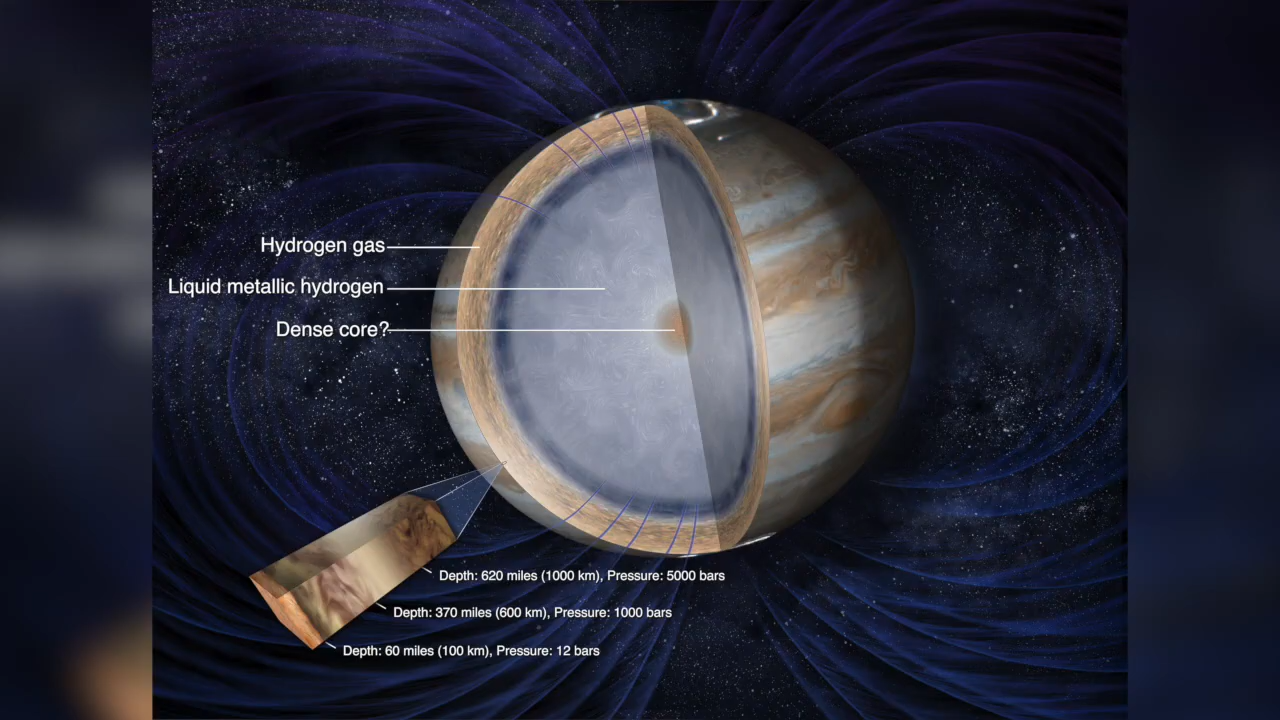 Hydrogen gas
Liquid metallic hydrogen
Dense core?
Depth: 620 miles (1000 km), Pressure: 5000 bars
Depth: 370 miles (600 km), Pressure: 1000 bars
Depth: 60 miles (100 km), Pressure: 12 bars